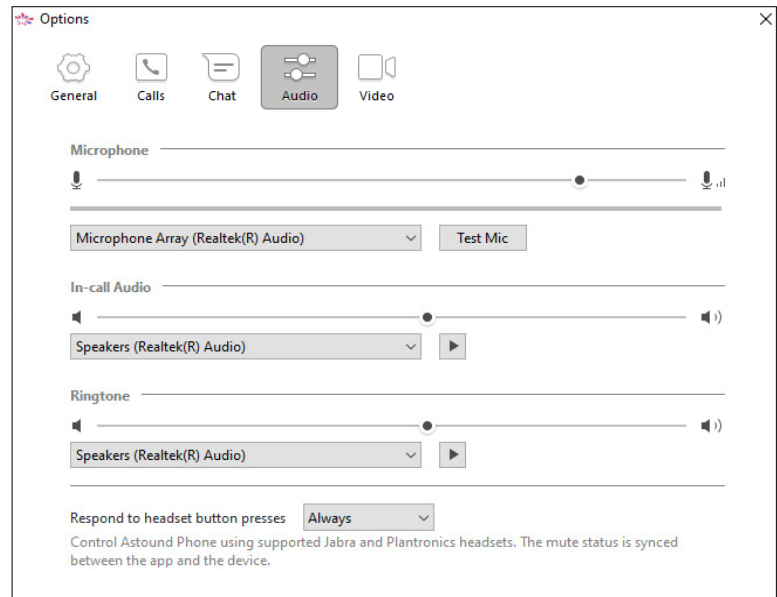 Options
General Calls Chat Audio Video
Microphone
Microphone Array (Realtek(R) Audio) Test Mic
In-call Audio
Speakers (Realtek(R) Audio)
Ringtone
Speakers (Realtek(R) Audio)
Respond to headset button presses Always
Control Astound Phone using supported Jabra and Plantronics headsets. The mute status is synced
between the app and the device.